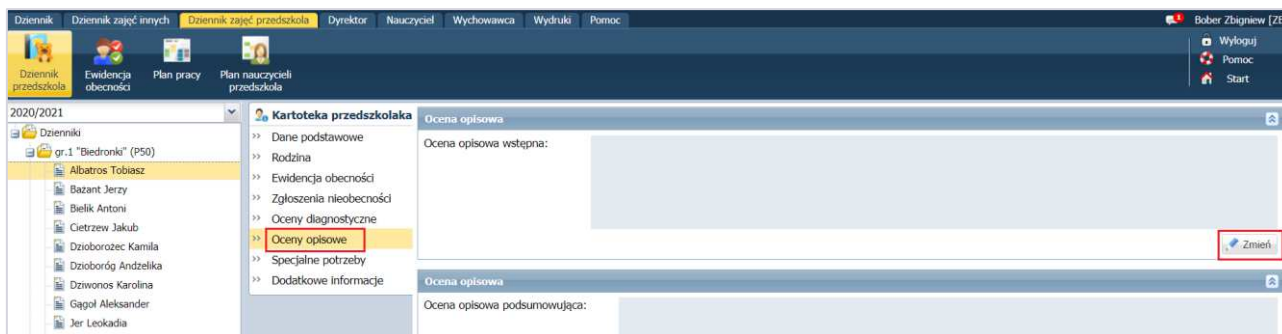 Dziennik Dziennik zajęć innych Dziennik zajęć przedszkola Dyrektor Nauczyciel Wychowawca Wydruki Pomoc
Bober Zbigniew [ZB
Wyloguj
Pomoc
Start
Dziennik przedszkola
Ewidencja obecności
Plan pracy
Plan nauczycieli przedszkola
2020/2021
Dzienniki
gr.1 "Biedronki" (P50)
Albatros Tobiasz
Bazant Jerzy
Bielik Antoni
Cietrzew Jakub
Dzioborożec Kamila
Dzioboróg Andżelika
Dziwonos Karolina
Gągoł Aleksander
Jer Leokadia
Kartoteka przedszkolaka
Dane podstawowe
Rodzina
Ewidencja obecności
Zgłoszenia nieobecności
Oceny diagnostyczne
Oceny opisowe
Specjalne potrzeby
Dodatkowe informacje
Ocena opisowa
Ocena opisowa wstępna:
Zmień
Ocena opisowa
Ocena opisowa podsumowująca: